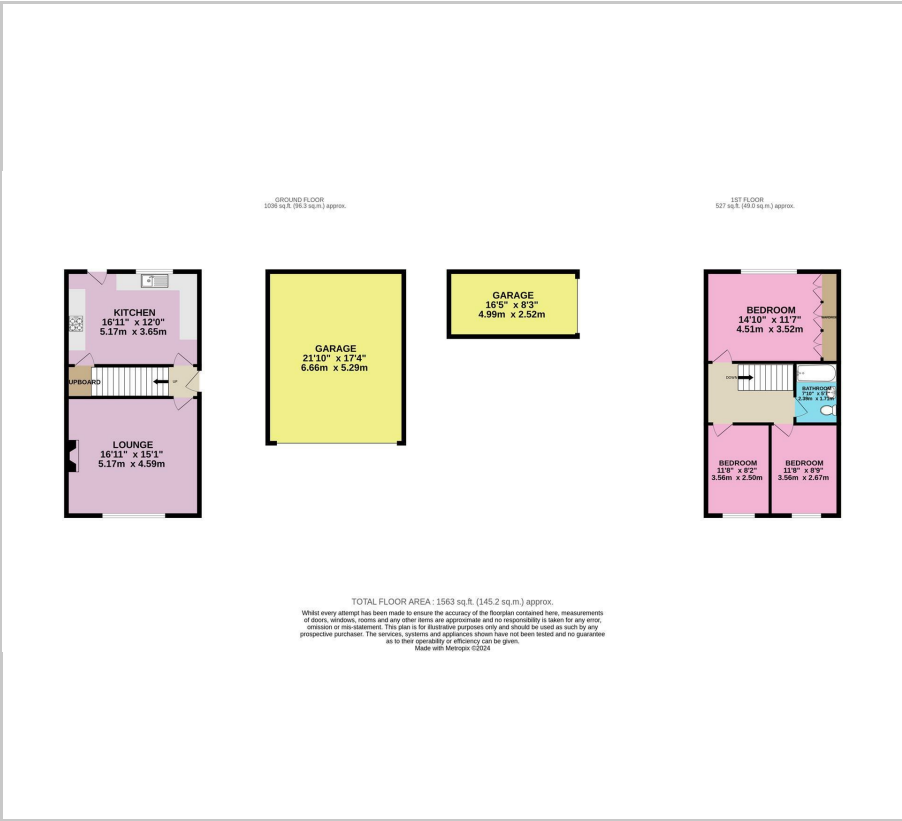 GROUND FLOOR
1036 sq.ft. (96.3 sq.m.) approx.
1ST FLOOR
527 sq.ft. (49.0 sq.m.) approx.
KITCHEN
16'11" x 12'0"
5.17m x 3.65m
UPBOARD
UP
LOUNGE
16'11" x 15'1"
5.17m x 4.59m
GARAGE
21'10" x 17'4"
6.66m x 5.29m
GARAGE
16'5" x 8'3"
4.99m x 2.52m
BEDROOM
14'10" x 11'7"
4.51m x 3.52m
DOWN
BATHROOM
7'10" x
2.39m x
BEDROOM
11'8" x 8'2"
3.56m x 2.50m
BEDROOM
11'8" x 8'9"
3.56m x 2.67m
TOTAL FLOOR AREA : 1563 sq.ft. (145.2 sq.m.) approx.
Whilst every attempt has been made to ensure the accuracy of the floorplan contained here, measurements
of doors, windows, rooms and any other items are approximate and no responsibility is taken for any error,
omission or mis-statement. This plan is for illustrative purposes only and should be used as such by any
prospective purchaser. The services, systems and appliances shown have not been tested and no guarantee
as to their operability or efficiency can be given.
Made with Metropix ©2024